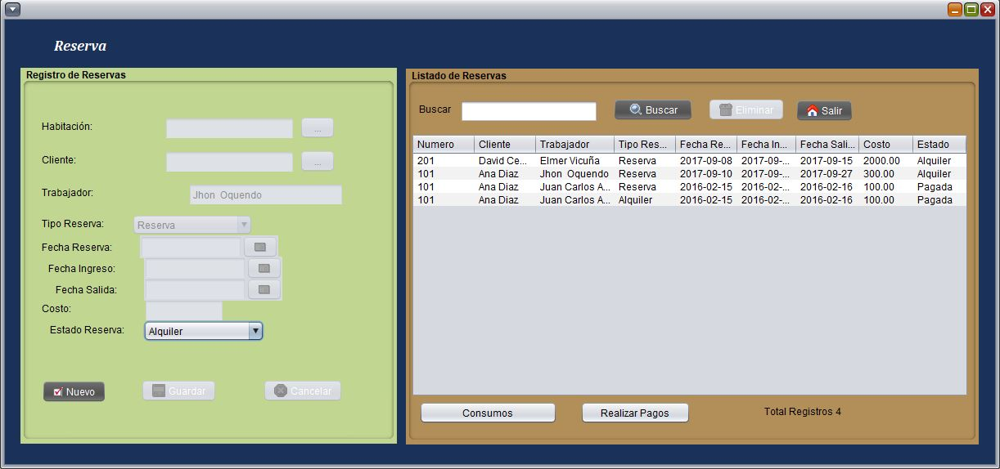 Reserva
Registro de Reservas
Habitación:
...
Cliente:
...
Trabajador:
Jhon Oquendo
Tipo Reserva:
Reserva
Fecha Reserva:
Fecha Ingreso:
Fecha Salida:
Costo:
Estado Reserva:
Alquiler
Nuevo
Guardar
Cancelar
Listado de Reservas
Buscar
Buscar
Eliminar
Salir
Numero Cliente Trabajador Tipo Res... Fecha Re... Fecha In... Fecha Sali... Costo Estado
201 David Ce... Elmer Vicuña Reserva 2017-09-08 2017-09-... 2017-09-15 2000.00 Alquiler
101 Ana Diaz Jhon Oquendo Reserva 2017-09-10 2017-09-... 2017-09-27 300.00 Alquiler
101 Ana Diaz Juan Carlos A... Reserva 2016-02-15 2016-02-... 2016-02-16 100.00 Pagada
101 Ana Diaz Juan Carlos A... Alquiler 2016-02-15 2016-02-... 2016-02-16 100.00 Pagada
Consumos
Realizar Pagos
Total Registros 4